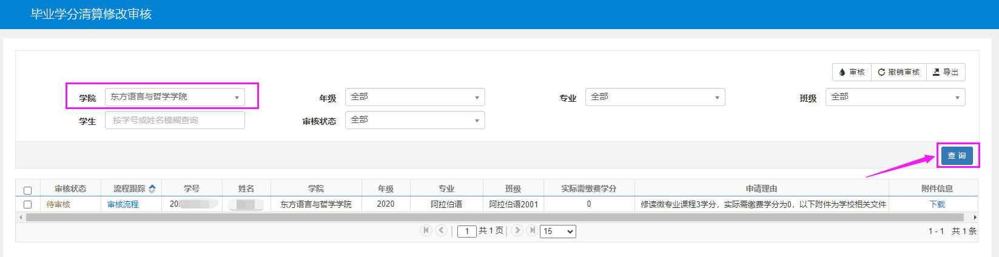 毕业学分清算修改审核
审核 撤销审核 导出
学院 东方语言与哲学学院 年级 全部 专业 全部 班级 全部
学生 按学号或姓名模糊查询 审核状态 全部
查 询
审核状态 流程跟踪 学号 姓名 学院 年级 专业 班级 实际需缴费学分 申请理由 附件信息
待审核 审核流程 20 东方语言与哲学学院 2020 阿拉伯语 阿拉伯语2001 0 修读微专业课程3学分，实际需缴费学分为0，以下附件为学校相关文件 下载
1 共 1 页 15 1 - 1 共 1 条